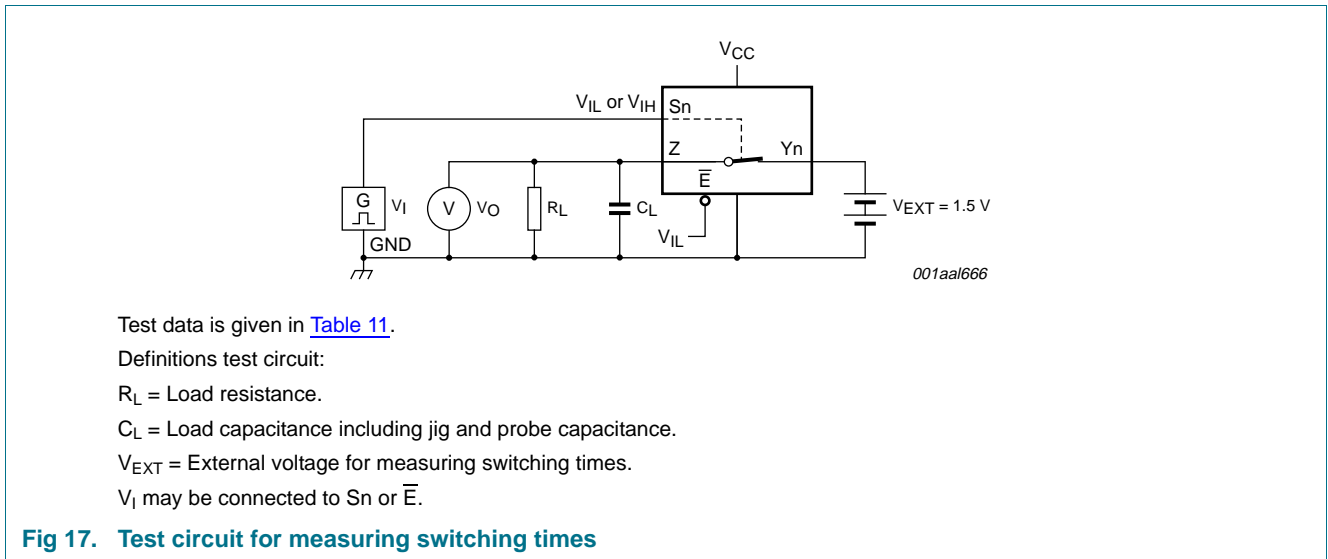 VCC
VIL or VIH
Sn
Z
Yn
E
G
VI
V
VO
RL
CL
VEXT = 1.5 V
VIL
GND
001aal666
Test data is given in Table 11.
Definitions test circuit:
RL = Load resistance.
CL = Load capacitance including jig and probe capacitance.
VEXT = External voltage for measuring switching times.
VI may be connected to Sn or E̅.
Fig 17. Test circuit for measuring switching times